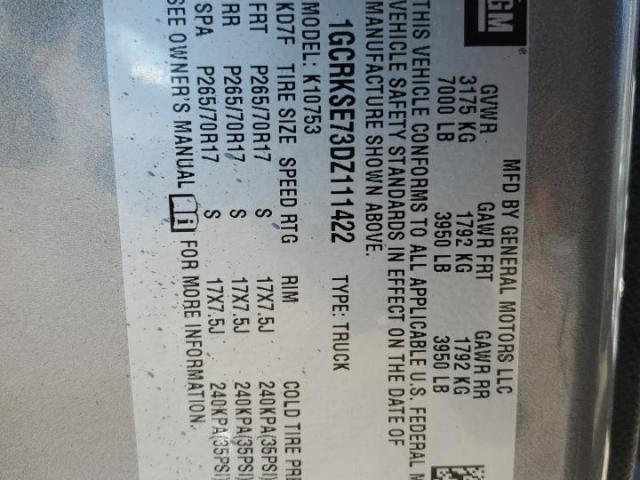 GM
MFD BY GENERAL MOTORS LLC
GVWR GAWR FRT GAWR RR
3175 KG 1792 KG 1792 KG
7000 LB 3950 LB 3950 LB
THIS VEHICLE CONFORMS TO ALL APPLICABLE U.S. FEDERAL M
VEHICLE SAFETY STANDARDS IN EFFECT ON THE DATE OF
MANUFACTURE SHOWN ABOVE.
1GCRKSE73DZ111422 TYPE: TRUCK
MODEL: K10753
KD7F TIRE SIZE SPEED RTG RIM COLD TIRE PRE
FRT P265/70R17 S 17X7.5J 240KPA(35PSI)
RR P265/70R17 S 17X7.5J 240KPA(35PSI)
SPA P265/70R17 S 17X7.5J 240KPA(35PSI)
SEE OWNER'S MANUAL i FOR MORE INFORMATION.